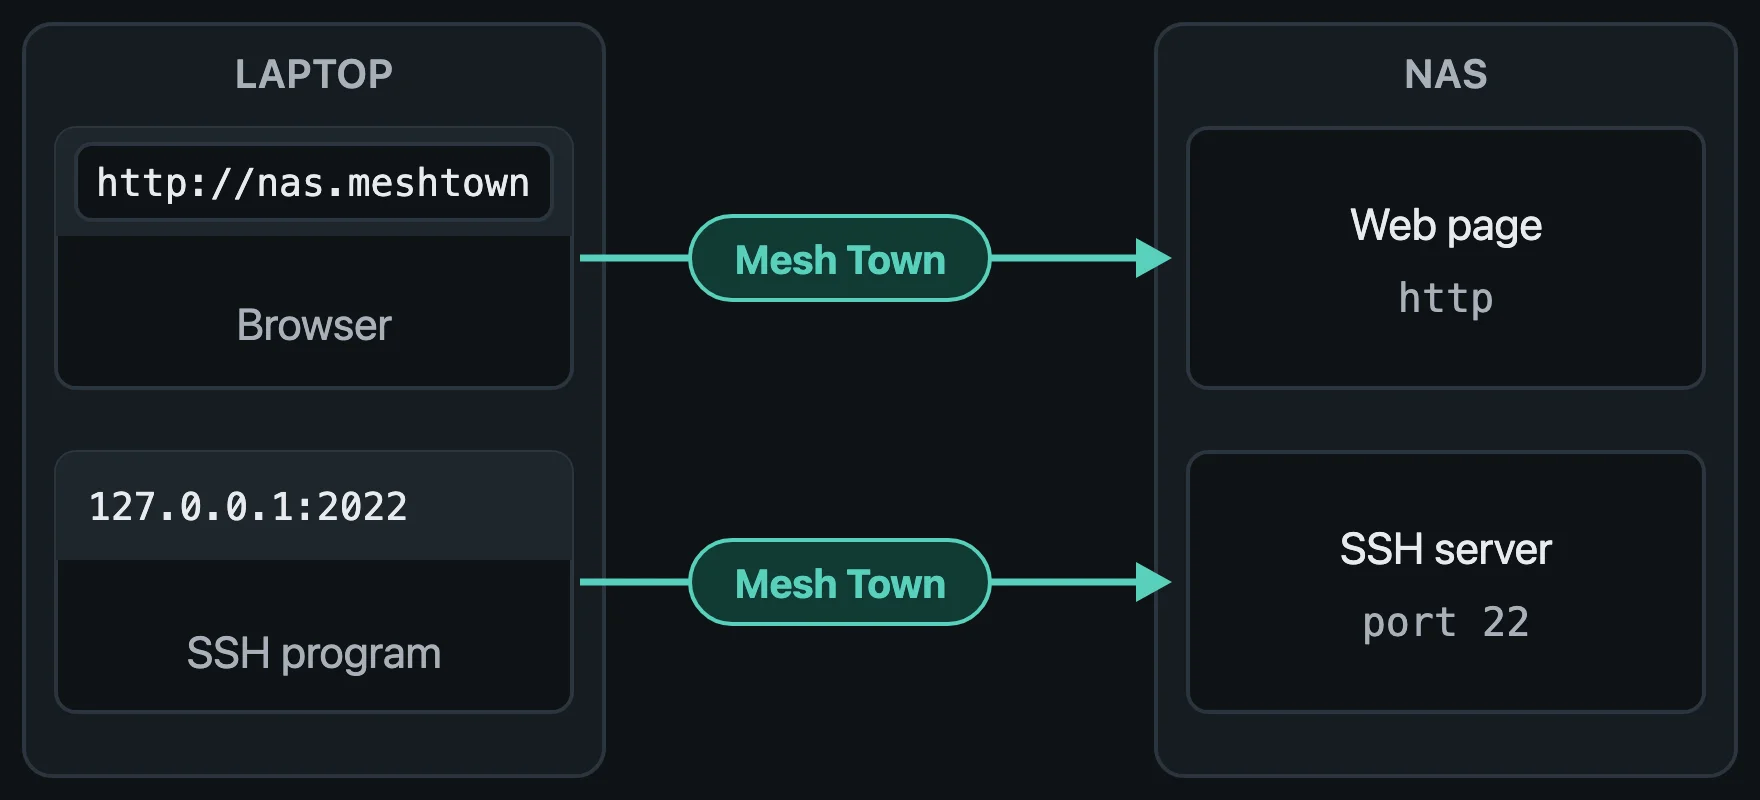 LAPTOP
http://nas.meshtown
Browser
127.0.0.1:2022
SSH program
Mesh Town
Mesh Town
NAS
Web page
http
SSH server
port 22